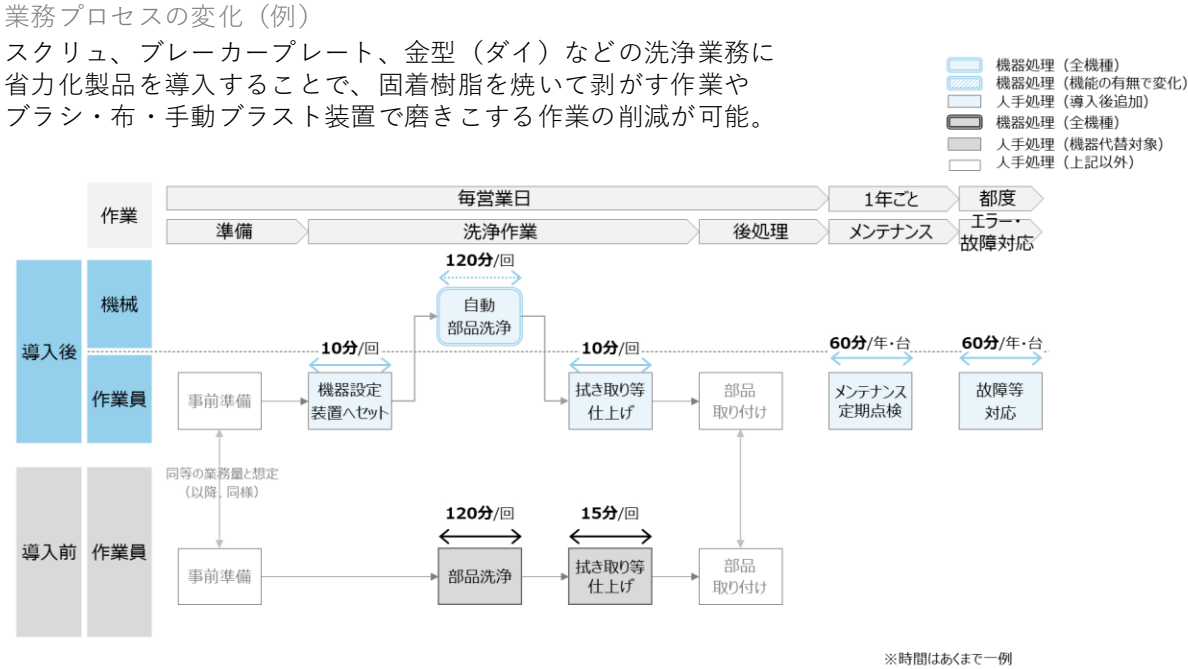 業務プロセスの変化（例）
スクリュ、ブレーカープレート、金型（ダイ）などの洗浄業務に
省力化製品を導入することで、固着樹脂を焼いて剥がす作業や
ブラシ・布・手動ブラスト装置で磨きこする作業の削減が可能。
機器処理（全機種）
機器処理（機能の有無で変化）
人手処理（導入後追加）
機器処理（全機種）
人手処理（機器代替対象）
人手処理（上記以外）
作業
毎営業日
1年ごと
都度
準備
洗浄作業
後処理
メンテナンス
エラー・
故障対応
導入後
機械
120分/回
自動
部品洗浄
作業員
事前準備
10分/回
機器設定
装置へセット
10分/回
拭き取り等
仕上げ
部品
取り付け
60分/年・台
メンテナンス
定期点検
60分/年・台
故障等
対応
同等の業務量と想定
（以降、同様）
導入前
作業員
事前準備
120分/回
部品洗浄
15分/回
拭き取り等
仕上げ
部品
取り付け
※時間はあくまで一例